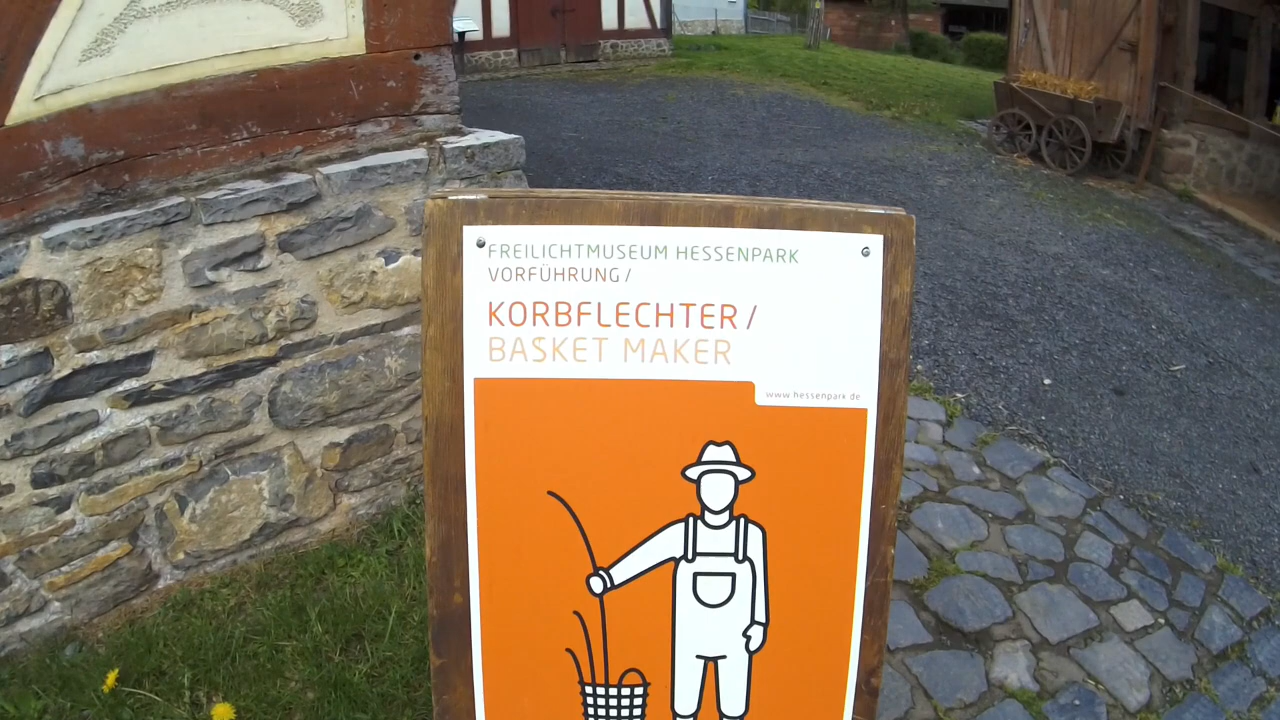 FREILICHTMUSEUM HESSENPARK
VORFÜHRUNG /
KORBFLECHTER /
BASKET MAKER
www.hessenpark.de